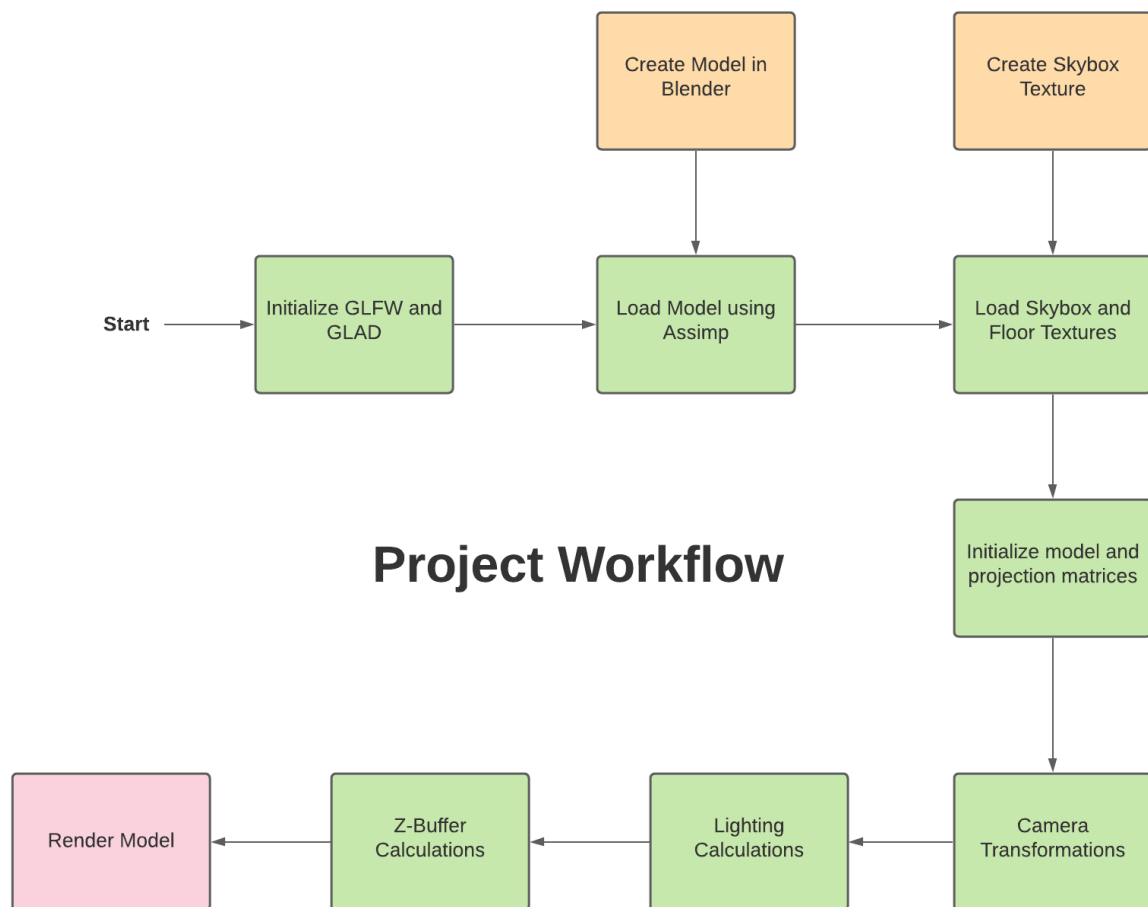 Create Model in
Blender
Create Skybox
Texture
Start
Initialize GLFW and
GLAD
Load Model using
Assimp
Load Skybox and
Floor Textures
Project Workflow
Initialize model and
projection matrices
Render Model
Z-Buffer
Calculations
Lighting
Calculations
Camera
Transformations